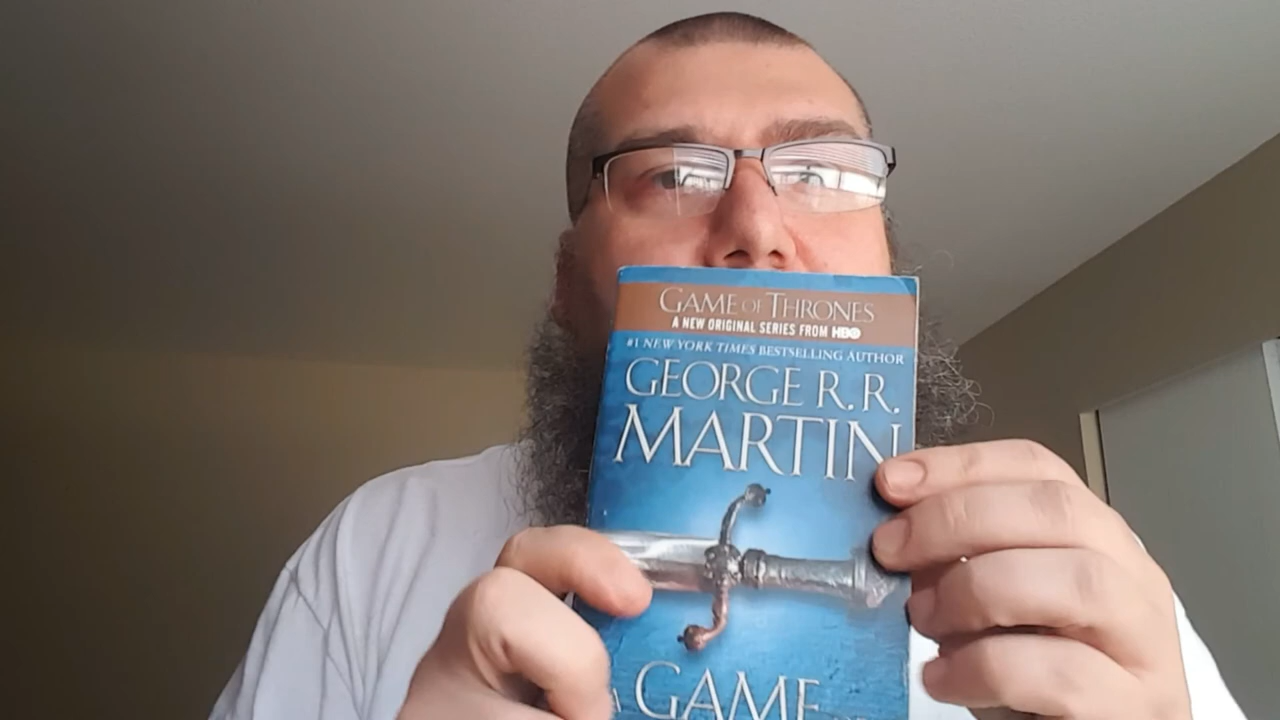 GAME OF THRONES
A NEW ORIGINAL SERIES FROM HBO
#1 NEW YORK TIMES BESTSELLING AUTHOR
GEORGE R. R.
MARTIN
A GAME